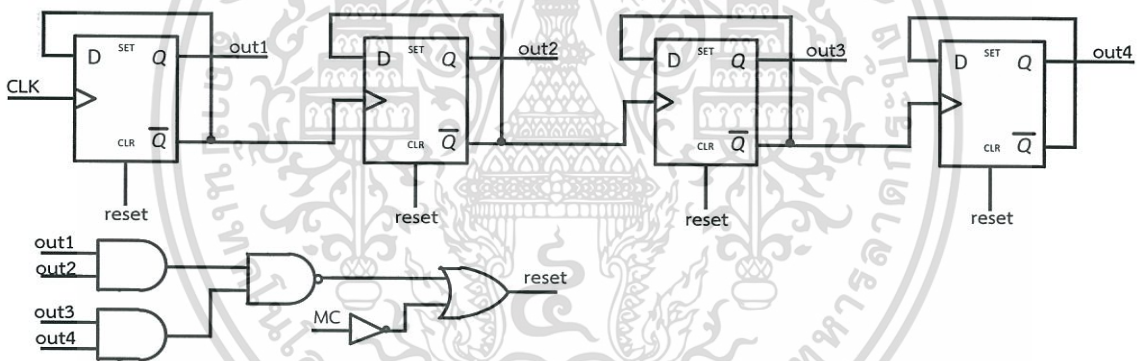 SET
D
Q
out1
CLK
CLR
Q
reset
SET
D
Q
out2
CLR
Q
reset
SET
D
Q
out3
CLR
Q
reset
SET
D
Q
out4
CLR
Q
reset
out1
out2
out3
out4
MC
reset